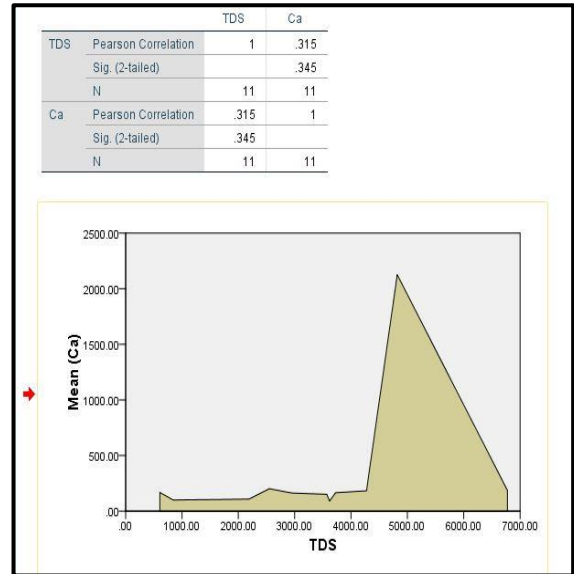 TDS Ca
TDS Pearson Correlation 1 .315
Sig. (2-tailed) .345
N 11 11
Ca Pearson Correlation .315 1
Sig. (2-tailed) .345
N 11 11
2500.00
2000.00
1500.00
1000.00
500.00
.00
Mean (Ca)
.00 1000.00 2000.00 3000.00 4000.00 5000.00 6000.00 7000.00
TDS